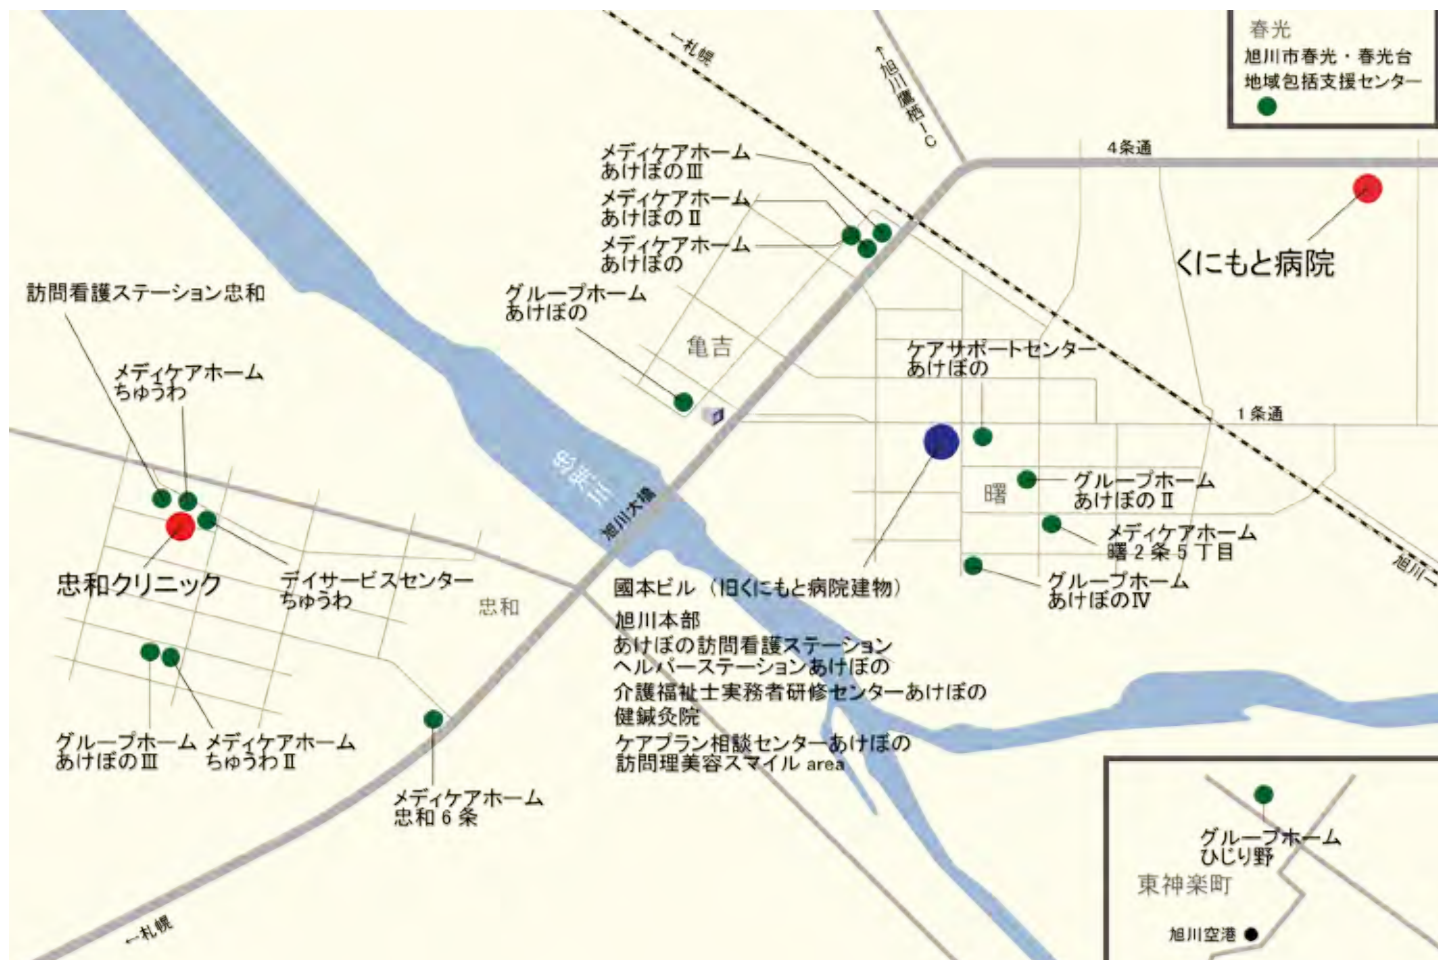 ←札幌
←旭川鷹栖IC
春光
旭川市春光・春光台
地域包括支援センター
4条通
メディケアホーム
あけぼのⅢ
メディケアホーム
あけぼのⅡ
メディケアホーム
あけぼの
くにもと病院
訪問看護ステーション忠和
グループホーム
あけぼの
亀吉
ケアサポートセンター
あけぼの
メディケアホーム
ちゅうわ
1条通
忠別川
旭川大橋
曙
グループホーム
あけぼのⅡ
メディケアホーム
曙2条5丁目
旭川→
グループホーム
あけぼのⅣ
忠和クリニック
デイサービスセンター
ちゅうわ
忠和
國本ビル（旧くにもと病院建物）
旭川本部
あけぼの訪問看護ステーション
ヘルパーステーションあけぼの
介護福祉士実務者研修センターあけぼの
健鍼灸院
ケアプラン相談センターあけぼの
訪問理美容スマイル area
グループホーム
あけぼのⅢ
メディケアホーム
ちゅうわⅡ
メディケアホーム
忠和6条
←札幌
グループホーム
ひじり野
東神楽町
旭川空港